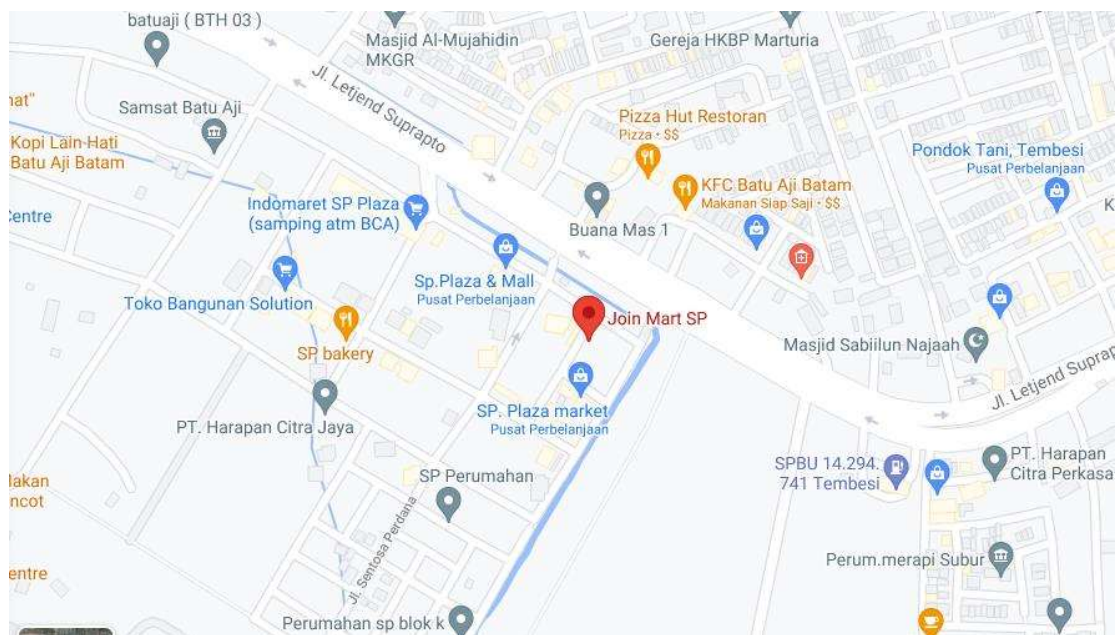 batuaji ( BTH 03 )
Masjid Al-Mujahidin
MKGR
Gereja HKBP Marturia
Jl. Letjend Suprapto
nat"
Samsat Batu Aji
Pizza Hut Restoran
Pizza • $$
Kopi Lain Hati
Batu Aji Batam
Pondok Tani, Tembesi
Pusat Perbelanjaan
KFC Batu Aji Batam
Makanan Siap Saji • $$
Indomaret SP Plaza
(samping atm BCA)
Centre
Buana Mas 1
K
Sp.Plaza & Mall
Pusat Perbelanjaan
Toko Bangunan Solution
Join Mart SP
SP bakery
Masjid Sabiilun Najaah
Jl. Letjend Suprap
SP. Plaza market
Pusat Perbelanjaan
PT. Harapan Citra Jaya
SPBU 14.294.
741 Tembesi
PT. Harapan
Citra Perkasa
SP Perumahan
Makan
ncot
Jl. Sentosa Perdana
Perum.merapi Subur
entre
Perumahan sp blok k